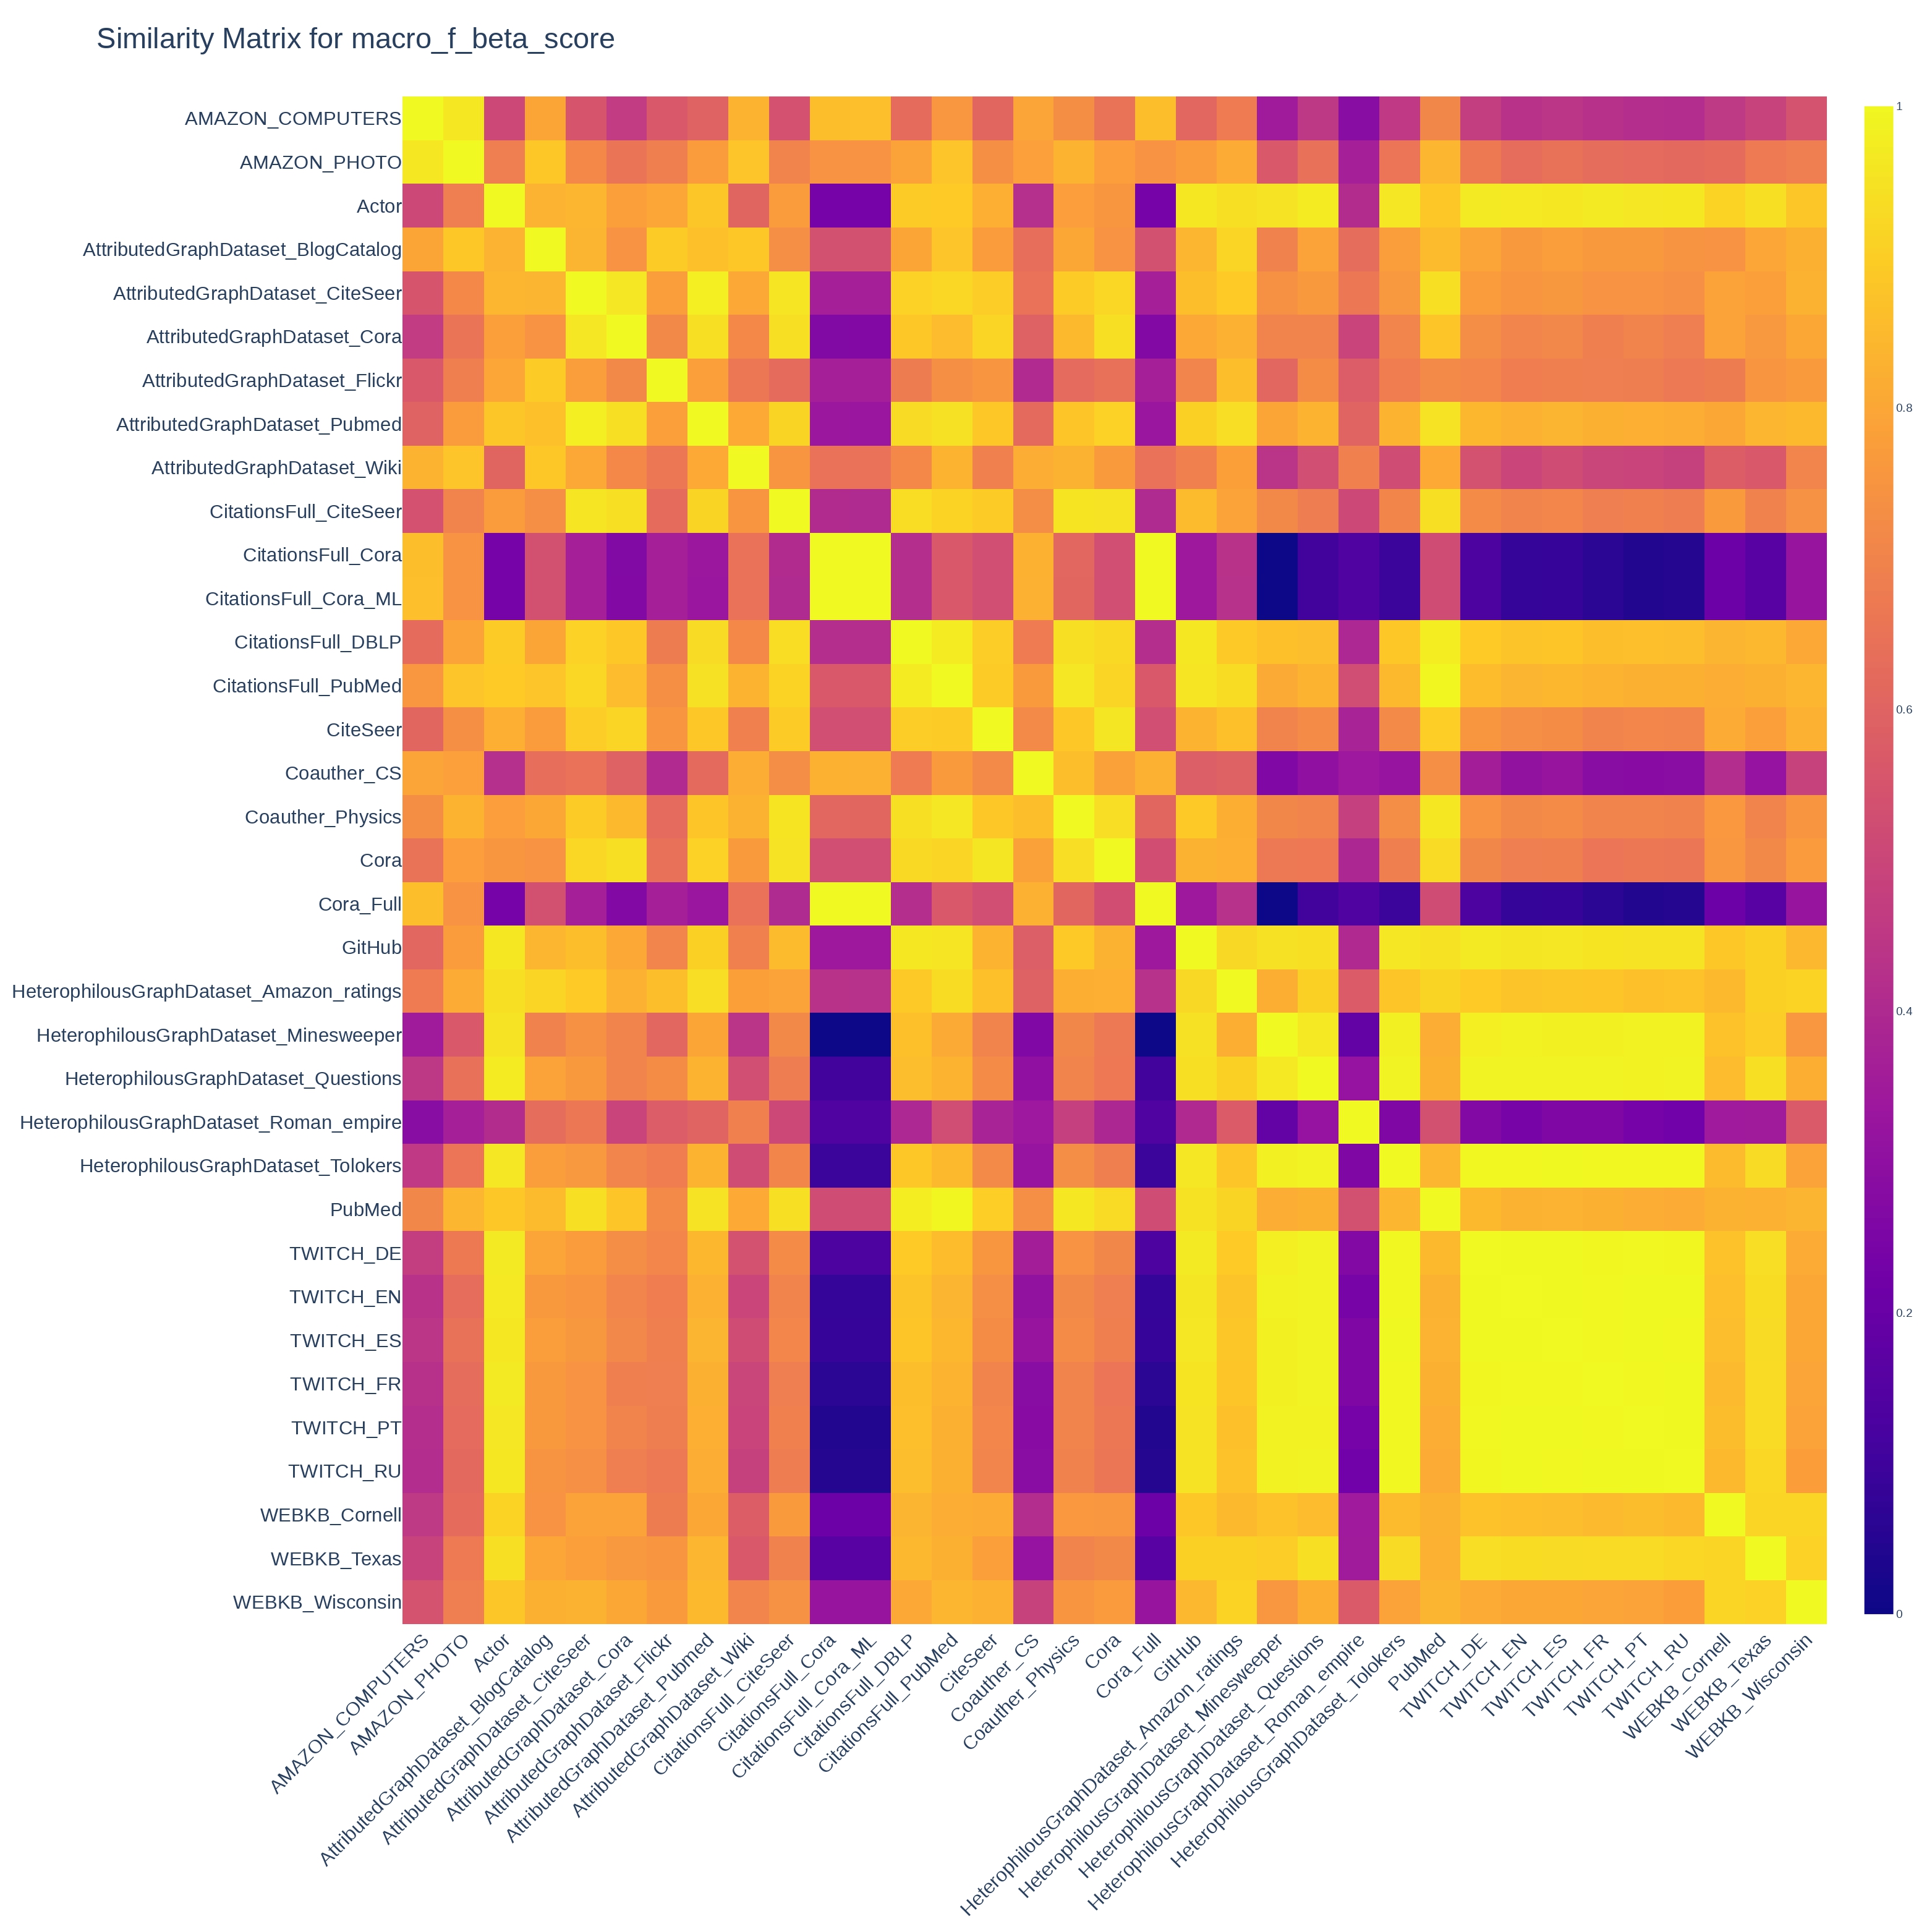 Similarity Matrix for macro_f_beta_score
AMAZON_COMPUTERS
AMAZON_PHOTO
Actor
AttributedGraphDataset_BlogCatalog
AttributedGraphDataset_CiteSeer
AttributedGraphDataset_Cora
AttributedGraphDataset_Flickr
AttributedGraphDataset_Pubmed
AttributedGraphDataset_Wiki
CitationsFull_CiteSeer
CitationsFull_Cora
CitationsFull_Cora_ML
CitationsFull_DBLP
CitationsFull_PubMed
CiteSeer
Coauther_CS
Coauther_Physics
Cora
Cora_Full
GitHub
HeterophilousGraphDataset_Amazon_ratings
HeterophilousGraphDataset_Minesweeper
HeterophilousGraphDataset_Questions
HeterophilousGraphDataset_Roman_empire
HeterophilousGraphDataset_Tolokers
PubMed
TWITCH_DE
TWITCH_EN
TWITCH_ES
TWITCH_FR
TWITCH_PT
TWITCH_RU
WEBKB_Cornell
WEBKB_Texas
WEBKB_Wisconsin
AMAZON_COMPUTERS
AMAZON_PHOTO
Actor
AttributedGraphDataset_BlogCatalog
AttributedGraphDataset_CiteSeer
AttributedGraphDataset_Cora
AttributedGraphDataset_Flickr
AttributedGraphDataset_Pubmed
AttributedGraphDataset_Wiki
CitationsFull_CiteSeer
CitationsFull_Cora
CitationsFull_Cora_ML
CitationsFull_DBLP
CitationsFull_PubMed
CiteSeer
Coauther_CS
Coauther_Physics
Cora
Cora_Full
GitHub
HeterophilousGraphDataset_Amazon_ratings
HeterophilousGraphDataset_Minesweeper
HeterophilousGraphDataset_Questions
HeterophilousGraphDataset_Roman_empire
HeterophilousGraphDataset_Tolokers
PubMed
TWITCH_DE
TWITCH_EN
TWITCH_ES
TWITCH_FR
TWITCH_PT
TWITCH_RU
WEBKB_Cornell
WEBKB_Texas
WEBKB_Wisconsin
1
0.8
0.6
0.4
0.2
0